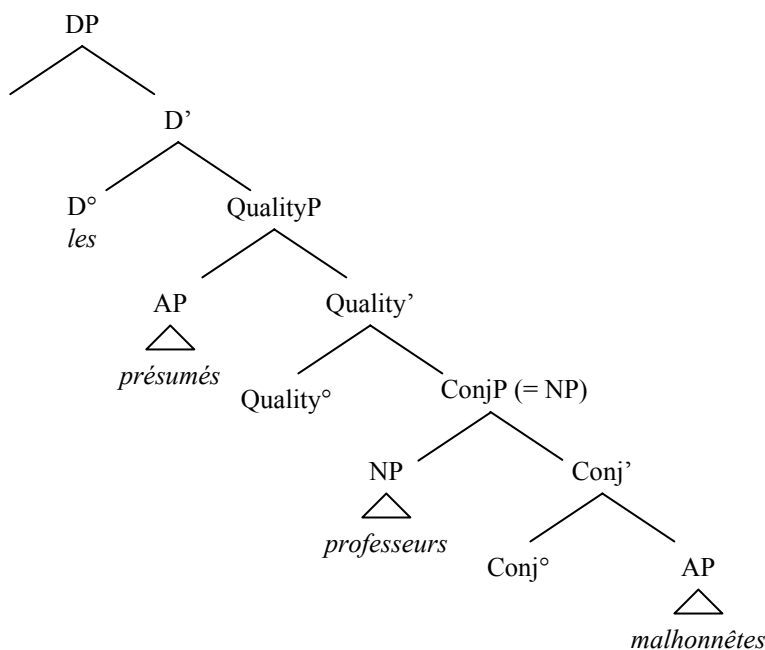 DP
D’
D° QualityP
les
AP Quality’
présumés
Quality° ConjP (= NP)
NP Conj’
professeurs
Conj° AP
malhonnêtes